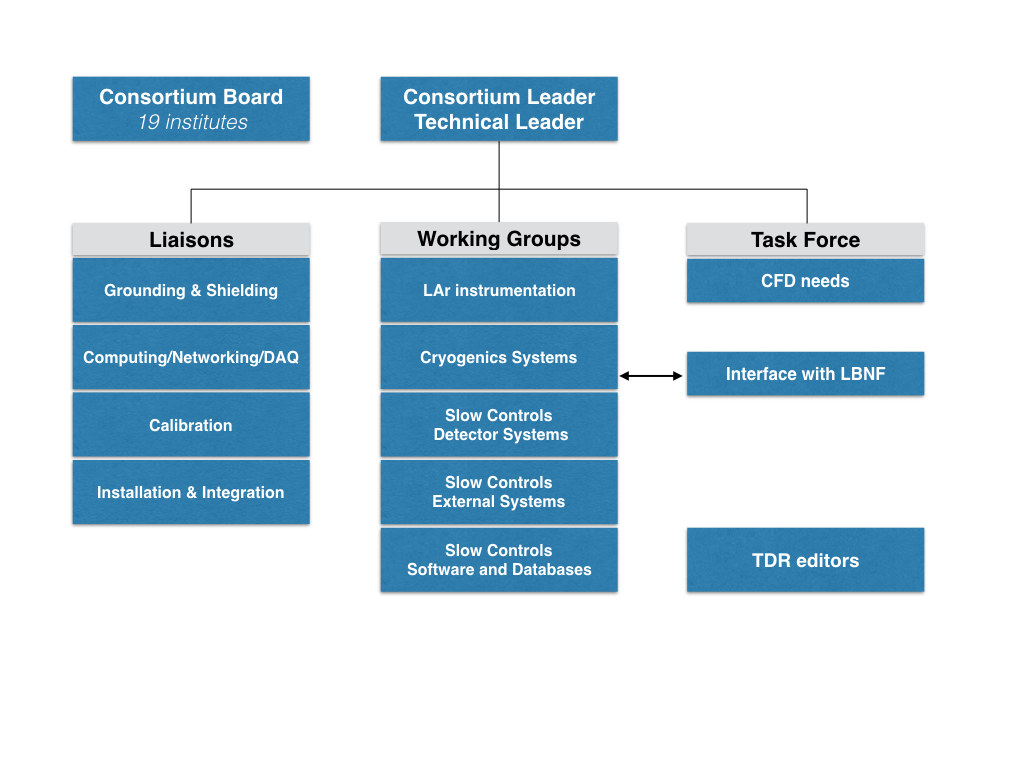 Consortium Board
19 institutes
Consortium Leader
Technical Leader
Liaisons
Grounding & Shielding
Computing/Networking/DAQ
Calibration
Installation & Integration
Working Groups
LAr instrumentation
Cryogenics Systems
Slow Controls
Detector Systems
Slow Controls
External Systems
Slow Controls
Software and Databases
Task Force
CFD needs
Interface with LBNF
TDR editors